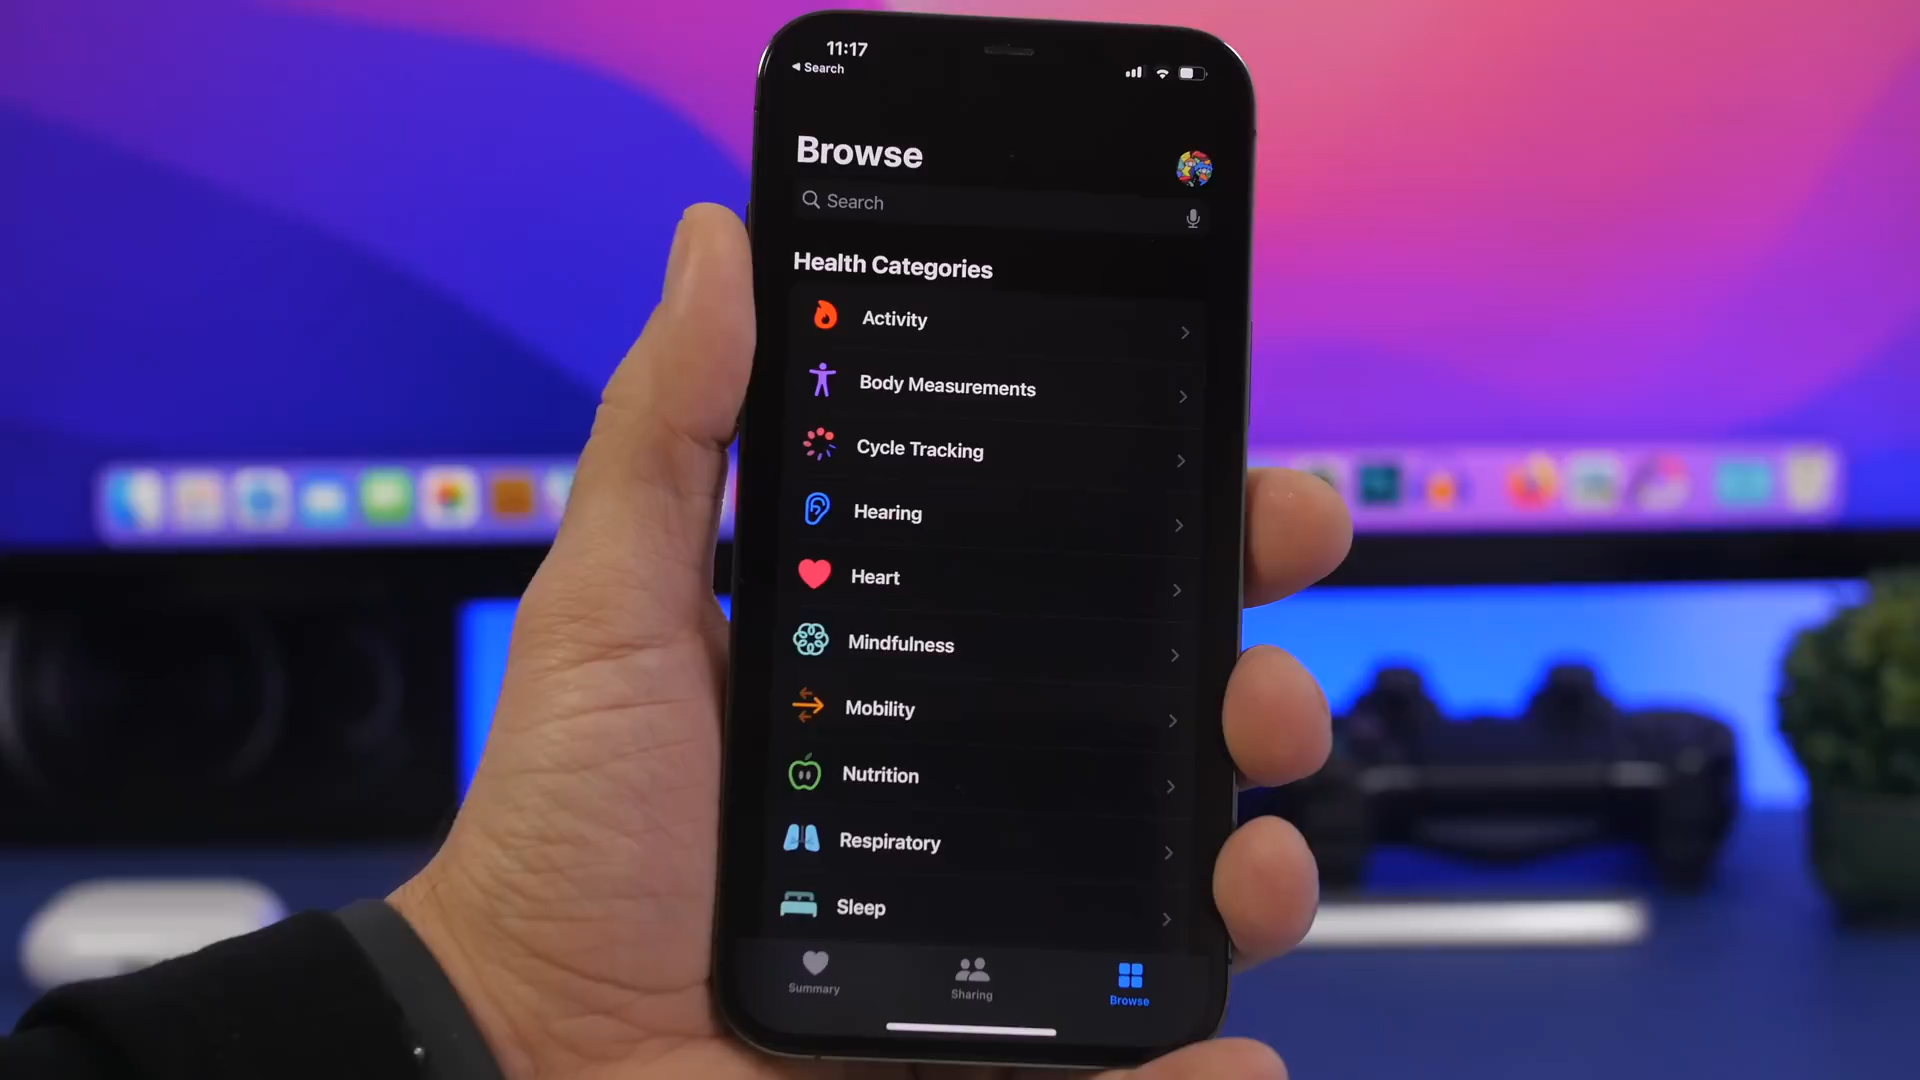 11:17
Search
Browse
Search
Health Categories
Activity
Body Measurements
Cycle Tracking
Hearing
Heart
Mindfulness
Mobility
Nutrition
Respiratory
Sleep
Summary
Sharing
Browse